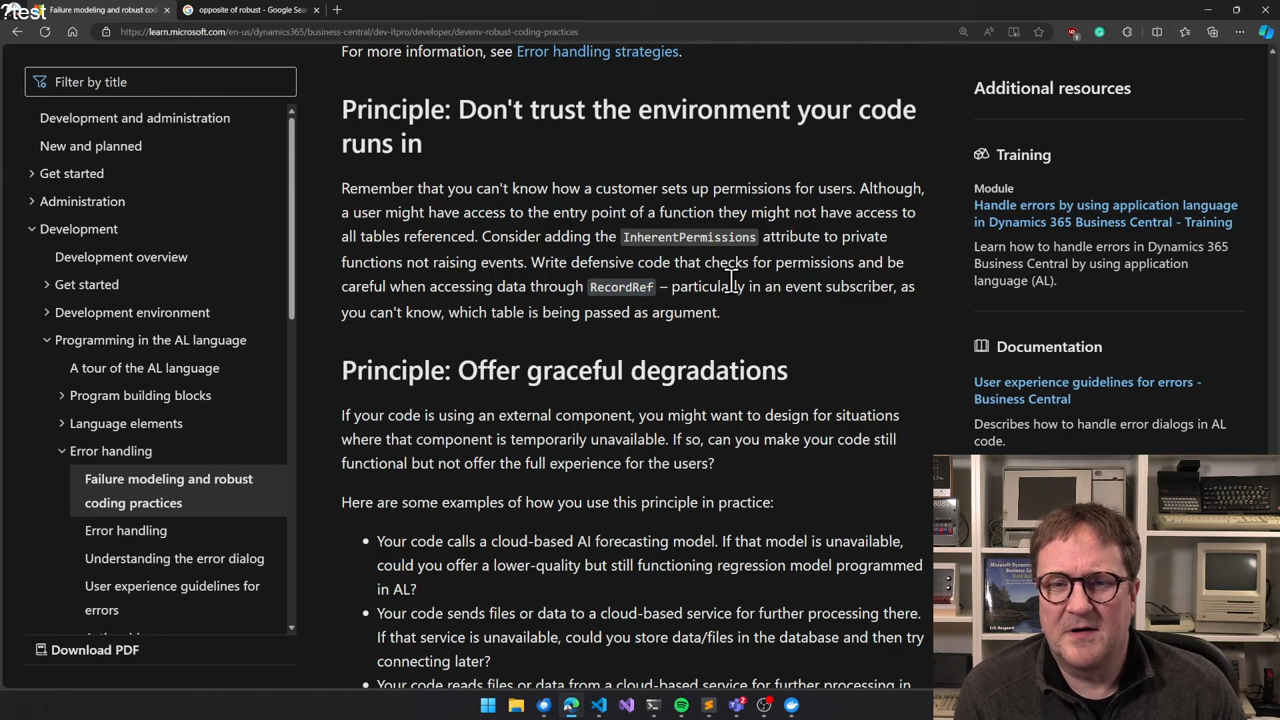 ?test
Failure modeling and robust co
opposite of robust - Google Sea
https://learn.microsoft.com/en-us/dynamics365/business-central/dev-itpro/developer/devenv-robust-coding-practices
Filter by title
Development and administration
New and planned
Get started
Administration
Development
Development overview
Get started
Development environment
Programming in the AL language
A tour of the AL language
Program building blocks
Language elements
Error handling
Failure modeling and robust
coding practices
Error handling
Understanding the error dialog
User experience guidelines for
errors
Download PDF
For more information, see Error handling strategies.
Principle: Don't trust the environment your code
runs in
Remember that you can't know how a customer sets up permissions for users. Although,
a user might have access to the entry point of a function they might not have access to
all tables referenced. Consider adding the InherentPermissions attribute to private
functions not raising events. Write defensive code that checks for permissions and be
careful when accessing data through RecordRef – particularly in an event subscriber, as
you can't know, which table is being passed as argument.
Principle: Offer graceful degradations
If your code is using an external component, you might want to design for situations
where that component is temporarily unavailable. If so, can you make your code still
functional but not offer the full experience for the users?
Here are some examples of how you use this principle in practice:
Your code calls a cloud-based AI forecasting model. If that model is unavailable,
could you offer a lower-quality but still functioning regression model programmed
in AL?
Your code sends files or data to a cloud-based service for further processing there.
If that service is unavailable, could you store data/files in the database and then try
connecting later?
Your code reads files or data from a cloud-based service for further processing in
Additional resources
Training
Module
Handle errors by using application language
in Dynamics 365 Business Central - Training
Learn how to handle errors in Dynamics 365
Business Central by using application
language (AL).
Documentation
User experience guidelines for errors -
Business Central
Describes how to handle error dialogs in AL
code.